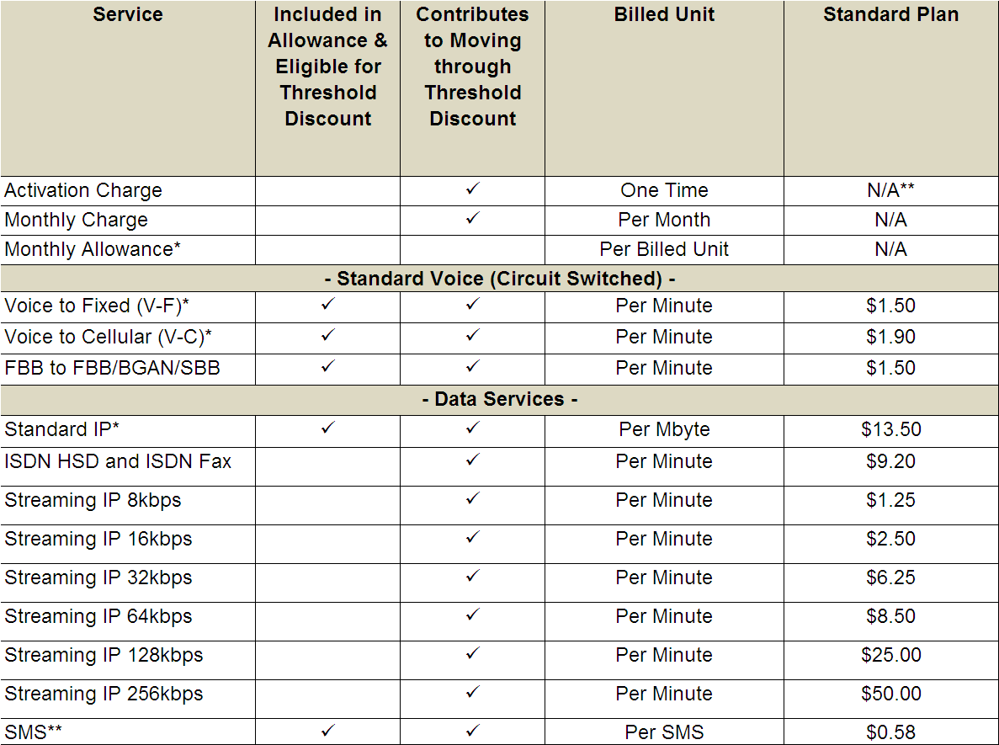 Service Included in Allowance & Eligible for Threshold Discount Contributes to Moving through Threshold Discount Billed Unit Standard Plan
Activation Charge ✓ One Time N/A**
Monthly Charge ✓ Per Month N/A
Monthly Allowance* Per Billed Unit N/A
- Standard Voice (Circuit Switched) -
Voice to Fixed (V-F)* ✓ ✓ Per Minute $1.50
Voice to Cellular (V-C)* ✓ ✓ Per Minute $1.90
FBB to FBB/BGAN/SBB ✓ ✓ Per Minute $1.50
- Data Services -
Standard IP* ✓ ✓ Per Mbyte $13.50
ISDN HSD and ISDN Fax ✓ Per Minute $9.20
Streaming IP 8kbps ✓ Per Minute $1.25
Streaming IP 16kbps ✓ Per Minute $2.50
Streaming IP 32kbps ✓ Per Minute $6.25
Streaming IP 64kbps ✓ Per Minute $8.50
Streaming IP 128kbps ✓ Per Minute $25.00
Streaming IP 256kbps ✓ Per Minute $50.00
SMS** ✓ ✓ Per SMS $0.58